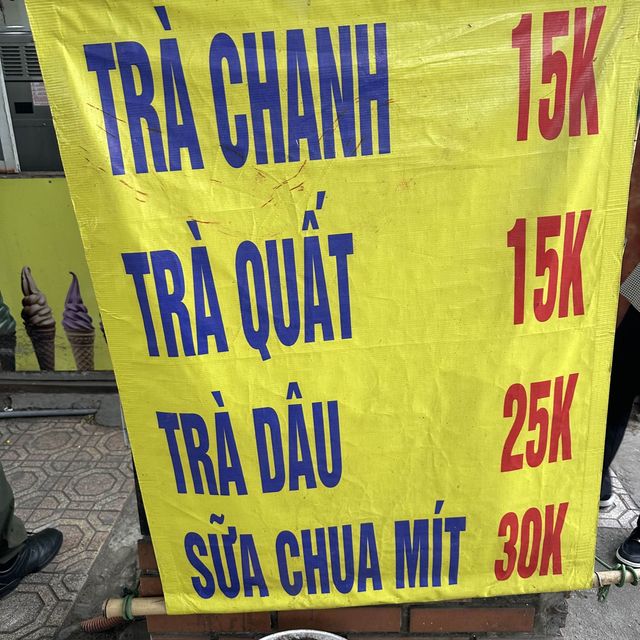 TRÀ CHANH 15K
TRÀ QUẤT 15K
TRÀ DÂU 25K
SỮA CHUA MÍT 30K